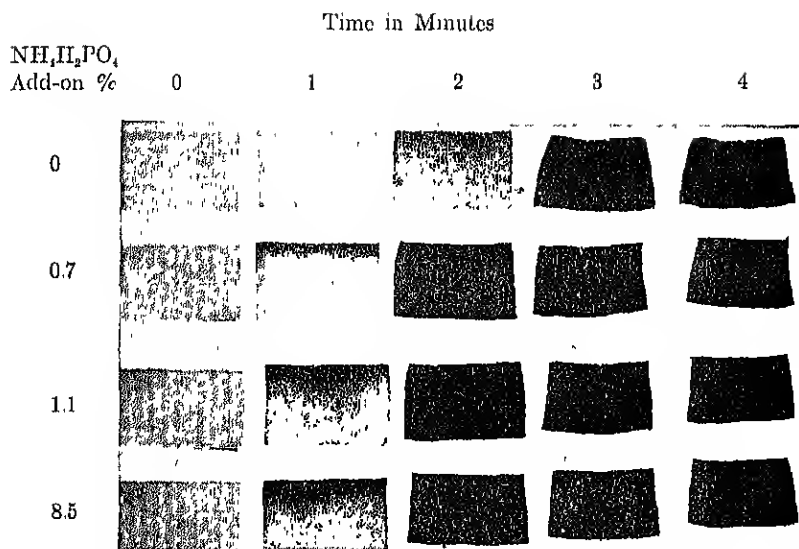 Time in Minutes
NH₄H₂PO₄
Add-on %
0 1 2 3 4
0
0.7
1.1
8.5